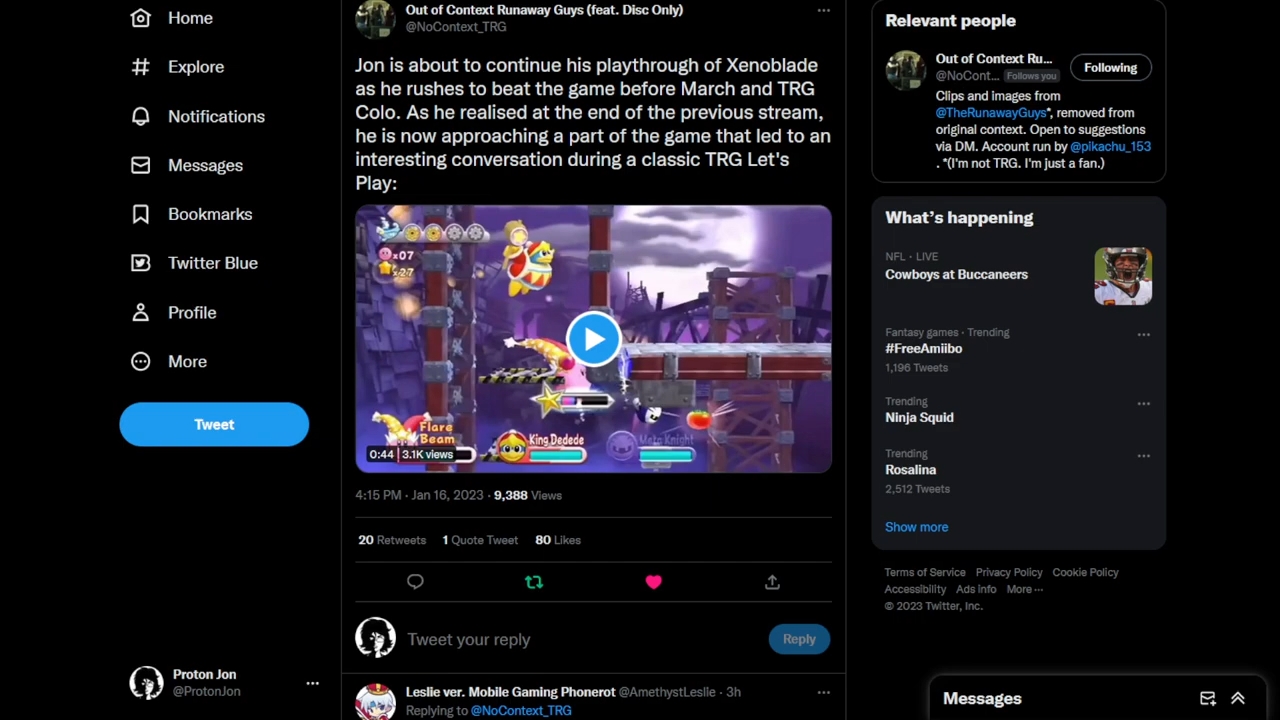 Home
Explore
Notifications
Messages
Bookmarks
Twitter Blue
Profile
More
Tweet
Proton Jon
@ProtonJon
Out of Context Runaway Guys (feat. Disc Only)
@NoContext_TRG
Jon is about to continue his playthrough of Xenoblade
as he rushes to beat the game before March and TRG
Colo. As he realised at the end of the previous stream,
he is now approaching a part of the game that led to an
interesting conversation during a classic TRG Let's
Play:
x07
x27
Flare
Beam
King Dedede
Meta Knight
0:44 3.1K views
4:15 PM · Jan 16, 2023 · 9,388 Views
20 Retweets 1 Quote Tweet 80 Likes
Tweet your reply
Reply
Leslie ver. Mobile Gaming Phonerot @AmethystLeslie · 3h
Replying to @NoContext_TRG
Relevant people
Out of Context Ru...
@NoCont... Follows you
Following
Clips and images from
@TheRunawayGuys*, removed from
original context. Open to suggestions
via DM. Account run by @pikachu_153
. *(I'm not TRG. I'm just a fan.)
What's happening
NFL · LIVE
Cowboys at Buccaneers
Fantasy games · Trending
#FreeAmiibo
1,196 Tweets
Trending
Ninja Squid
Trending
Rosalina
2,512 Tweets
Show more
Terms of Service Privacy Policy Cookie Policy
Accessibility Ads info More ···
© 2023 Twitter, Inc.
Messages